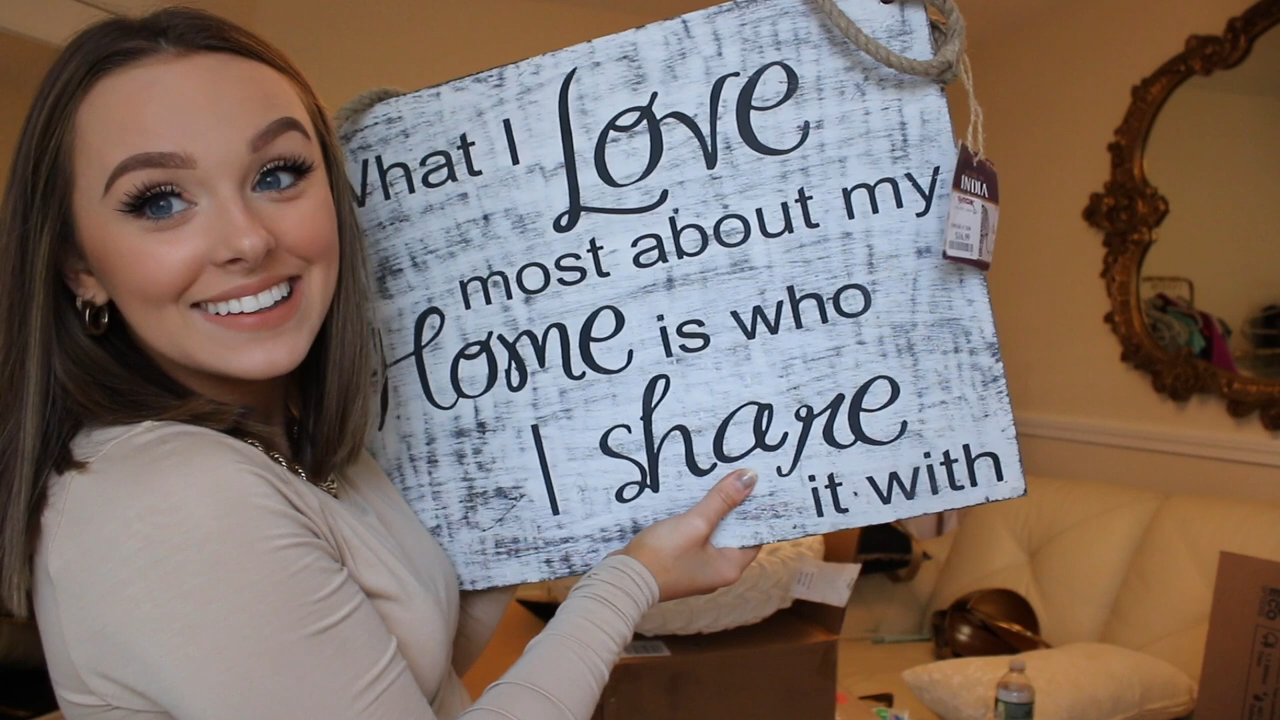 What I Love
most about my
home is who
I share
it with
INDIA